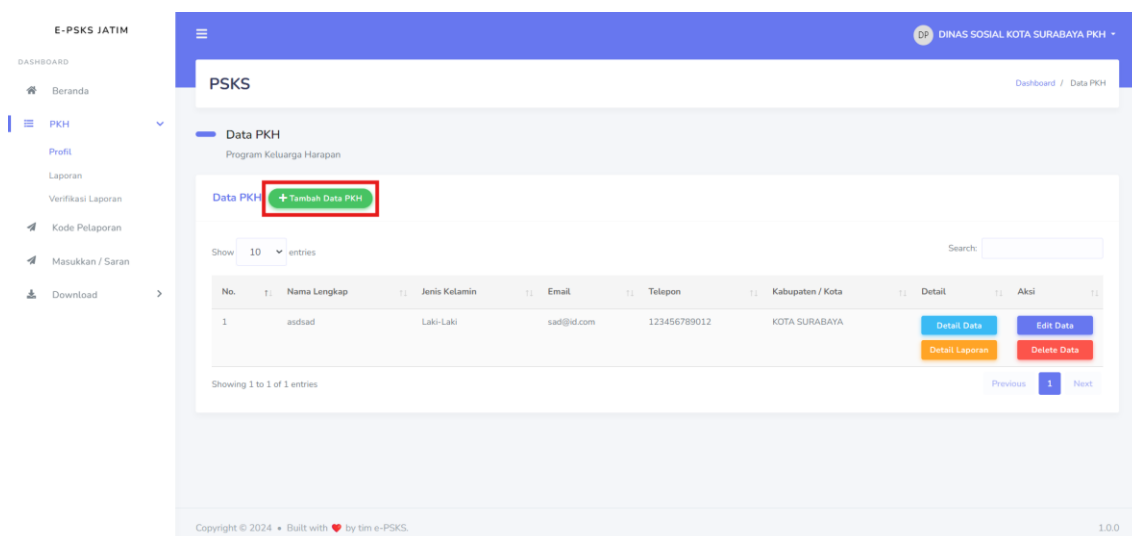 E-PSKS JATIM
DP DINAS SOSIAL KOTA SURABAYA PKH
DASHBOARD
Beranda
PKH
Profil
Laporan
Verifikasi Laporan
Kode Pelaporan
Masukkan / Saran
Download
PSKS
Dashboard / Data PKH
Data PKH
Program Keluarga Harapan
Data PKH + Tambah Data PKH
Show 10 entries Search:
No. Nama Lengkap Jenis Kelamin Email Telepon Kabupaten / Kota Detail Aksi
1 asdsad Laki-Laki sad@id.com 123456789012 KOTA SURABAYA Detail Data Edit Data
Detail Laporan Delete Data
Showing 1 to 1 of 1 entries Previous 1 Next
Copyright © 2024 • Built with ❤ by tim e-PSKS. 1.0.0